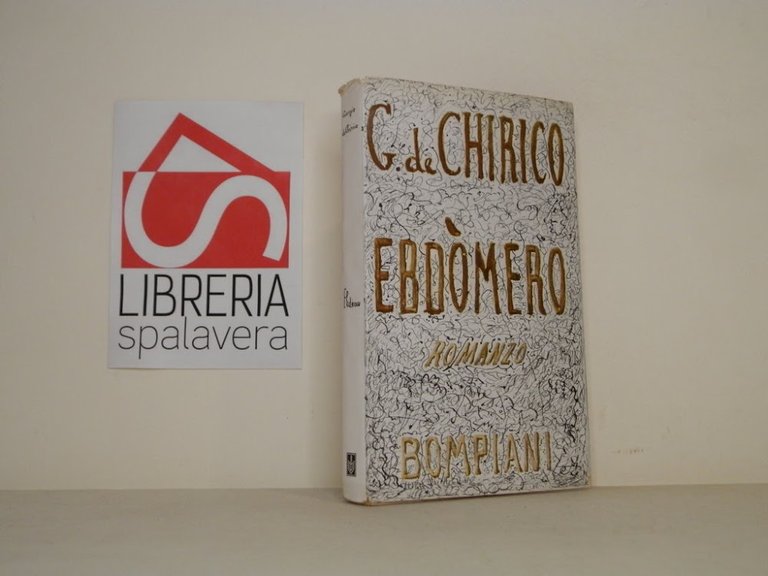 LIBRERIA
spalavera
G. de CHIRICO
EBDÒMERO
ROMANZO
BOMPIANI